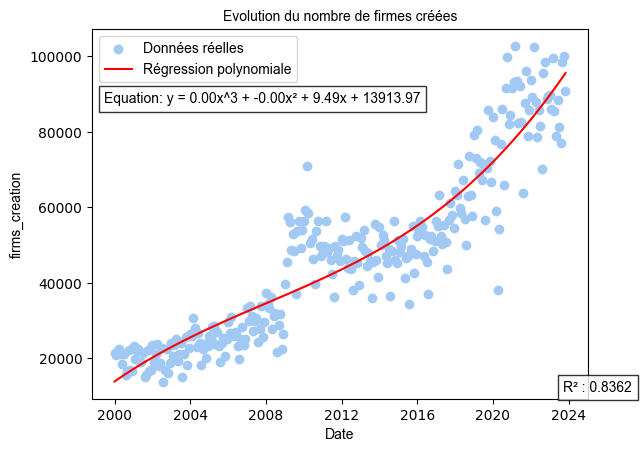 Evolution du nombre de firmes créées
Données réelles
Régression polynomiale
Equation: y = 0.00x^3 + -0.00x² + 9.49x + 13913.97
100000
80000
60000
40000
20000
firms_creation
R² : 0.8362
2000
2004
2008
2012
2016
2020
2024
Date